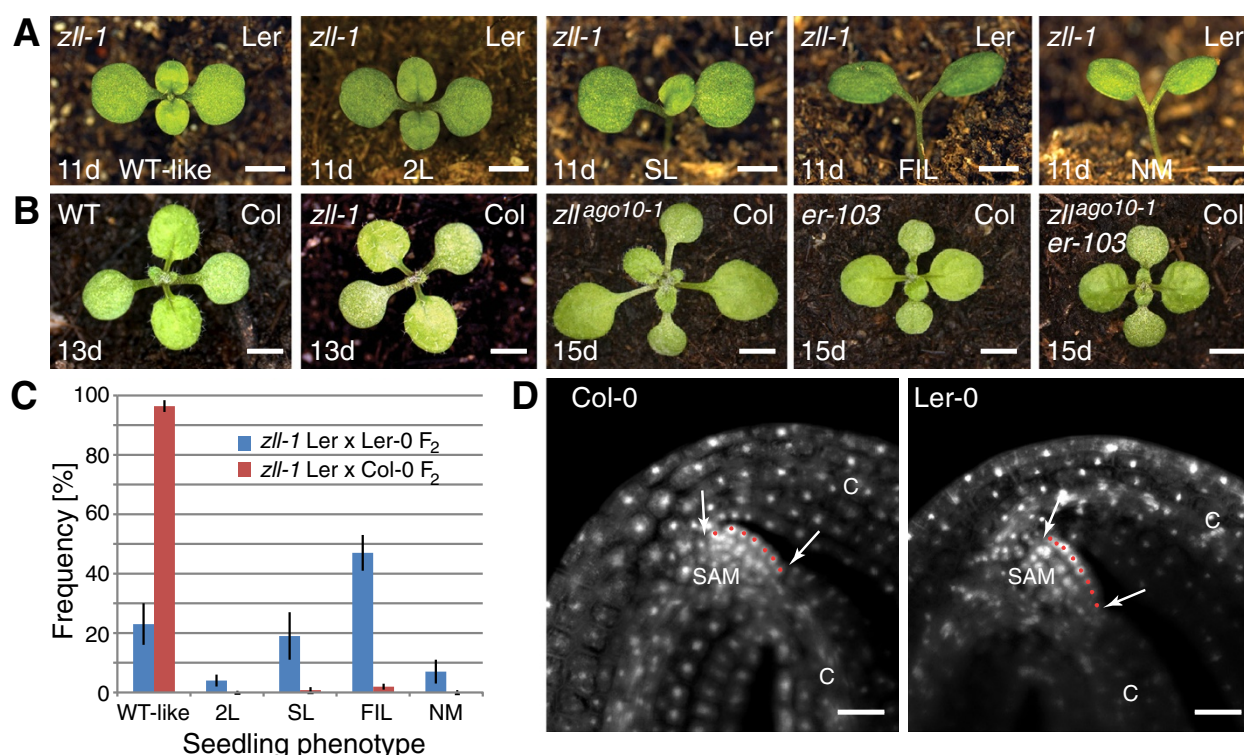 A
zll-1 Ler
11d WT-like
zll-1 Ler
11d 2L
zll-1 Ler
11d SL
zll-1 Ler
11d FIL
zll-1 Ler
11d NM
B
WT Col
13d
zll-1 Col
13d
zll ago10-1 Col
15d
er-103 Col
15d
zll ago10-1 Col
er-103
15d
C
Frequency [%]
100
80
60
40
20
0
zll-1 Ler x Ler-0 F2
zll-1 Ler x Col-0 F2
WT-like 2L SL FIL NM
Seedling phenotype
D
Col-0
C
SAM
C
Ler-0
C
SAM
C